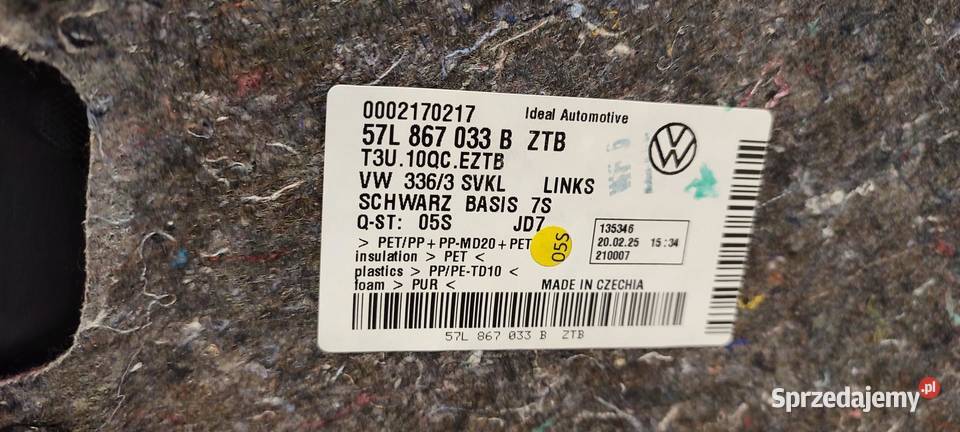 0002170217 Ideal Automotive
57L 867 033 B ZTB
T3U.10QC.EZTB
VW 336/3 SVKL LINKS
SCHWARZ BASIS 7S
Q-ST: 05S JD7
05S
135346
20.02.25 15:34
210007
> PET/PP + PP-MD20 + PET
insulation > PET <
plastics > PP/PE-TD10 <
foam > PUR <
MADE IN CZECHIA
57L 867 033 B ZTB
Sprzedajemy.pl